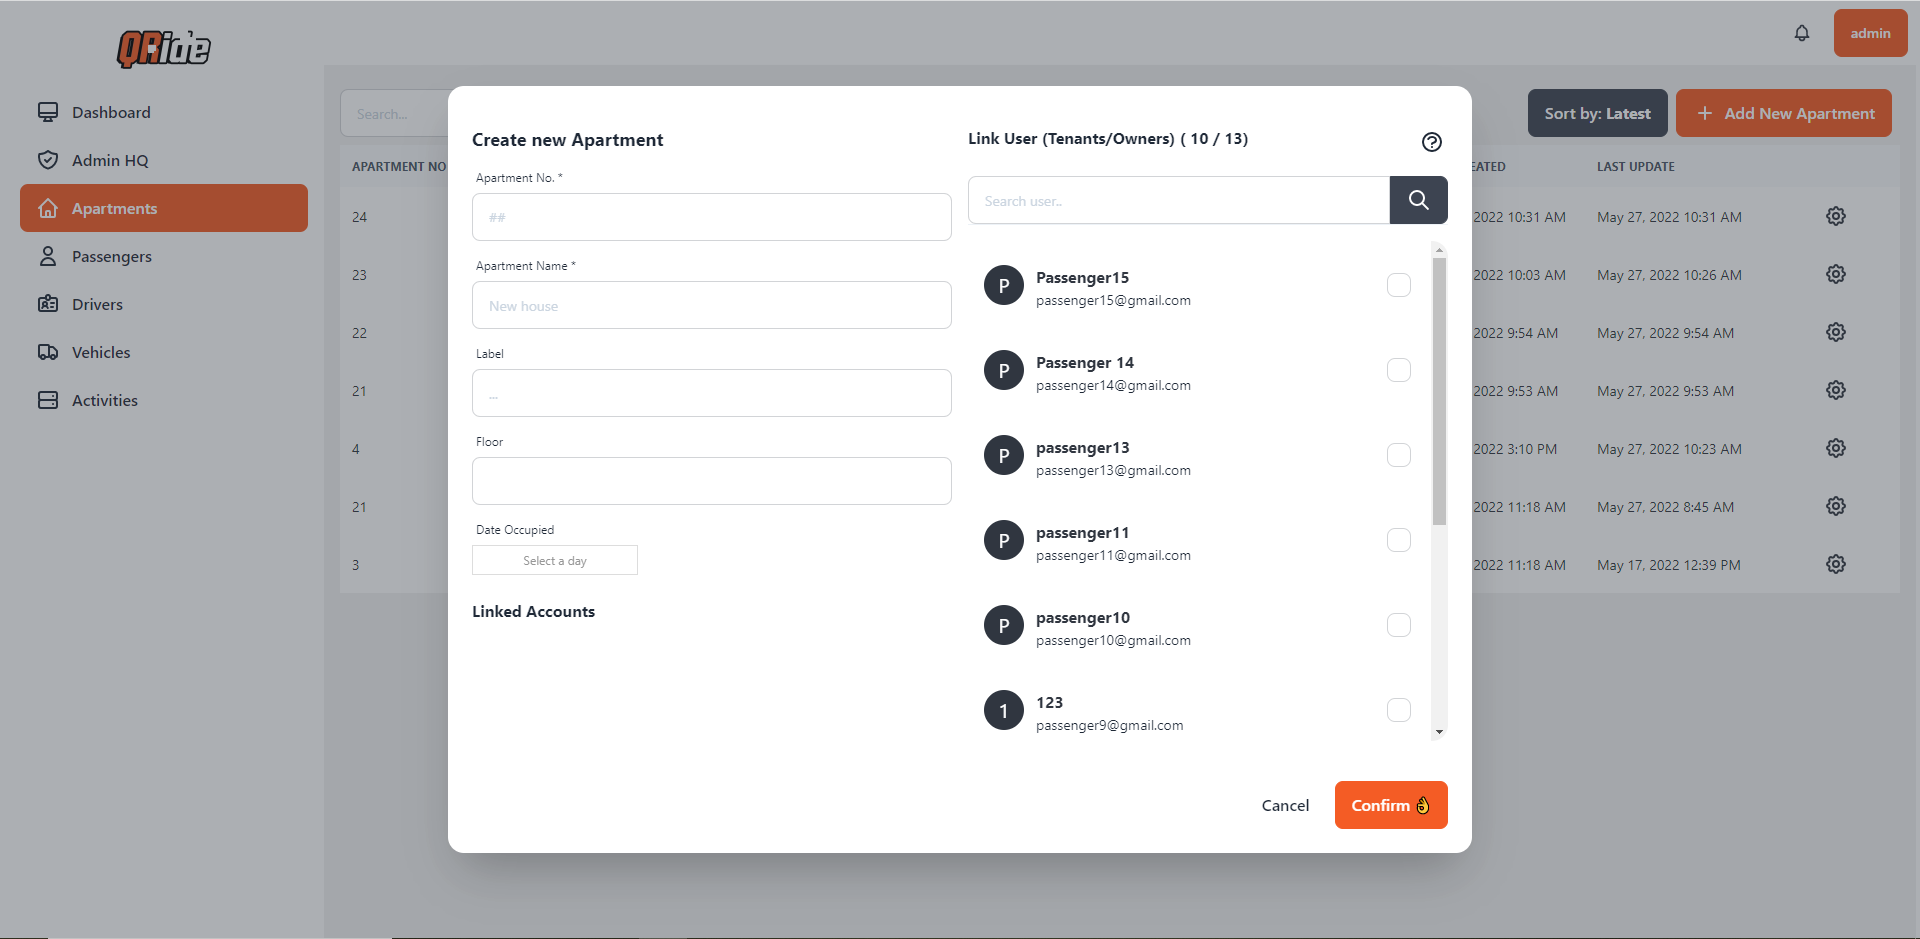 QRide
admin
Dashboard
Admin HQ
Apartments
Passengers
Drivers
Vehicles
Activities
Search...
Sort by: Latest
Add New Apartment
APARTMENT NO
EATED
LAST UPDATE
24
2022 10:31 AM
May 27, 2022 10:31 AM
23
2022 10:03 AM
May 27, 2022 10:26 AM
22
2022 9:54 AM
May 27, 2022 9:54 AM
21
2022 9:53 AM
May 27, 2022 9:53 AM
4
2022 3:10 PM
May 27, 2022 10:23 AM
21
2022 11:18 AM
May 27, 2022 8:45 AM
3
2022 11:18 AM
May 17, 2022 12:39 PM
Create new Apartment
Apartment No. *
##
Apartment Name *
New house
Label
...
Floor
Date Occupied
Select a day
Linked Accounts
Link User (Tenants/Owners) ( 10 / 13)
Search user..
P
Passenger15
passenger15@gmail.com
P
Passenger 14
passenger14@gmail.com
P
passenger13
passenger13@gmail.com
P
passenger11
passenger11@gmail.com
P
passenger10
passenger10@gmail.com
1
123
passenger9@gmail.com
Cancel
Confirm👌